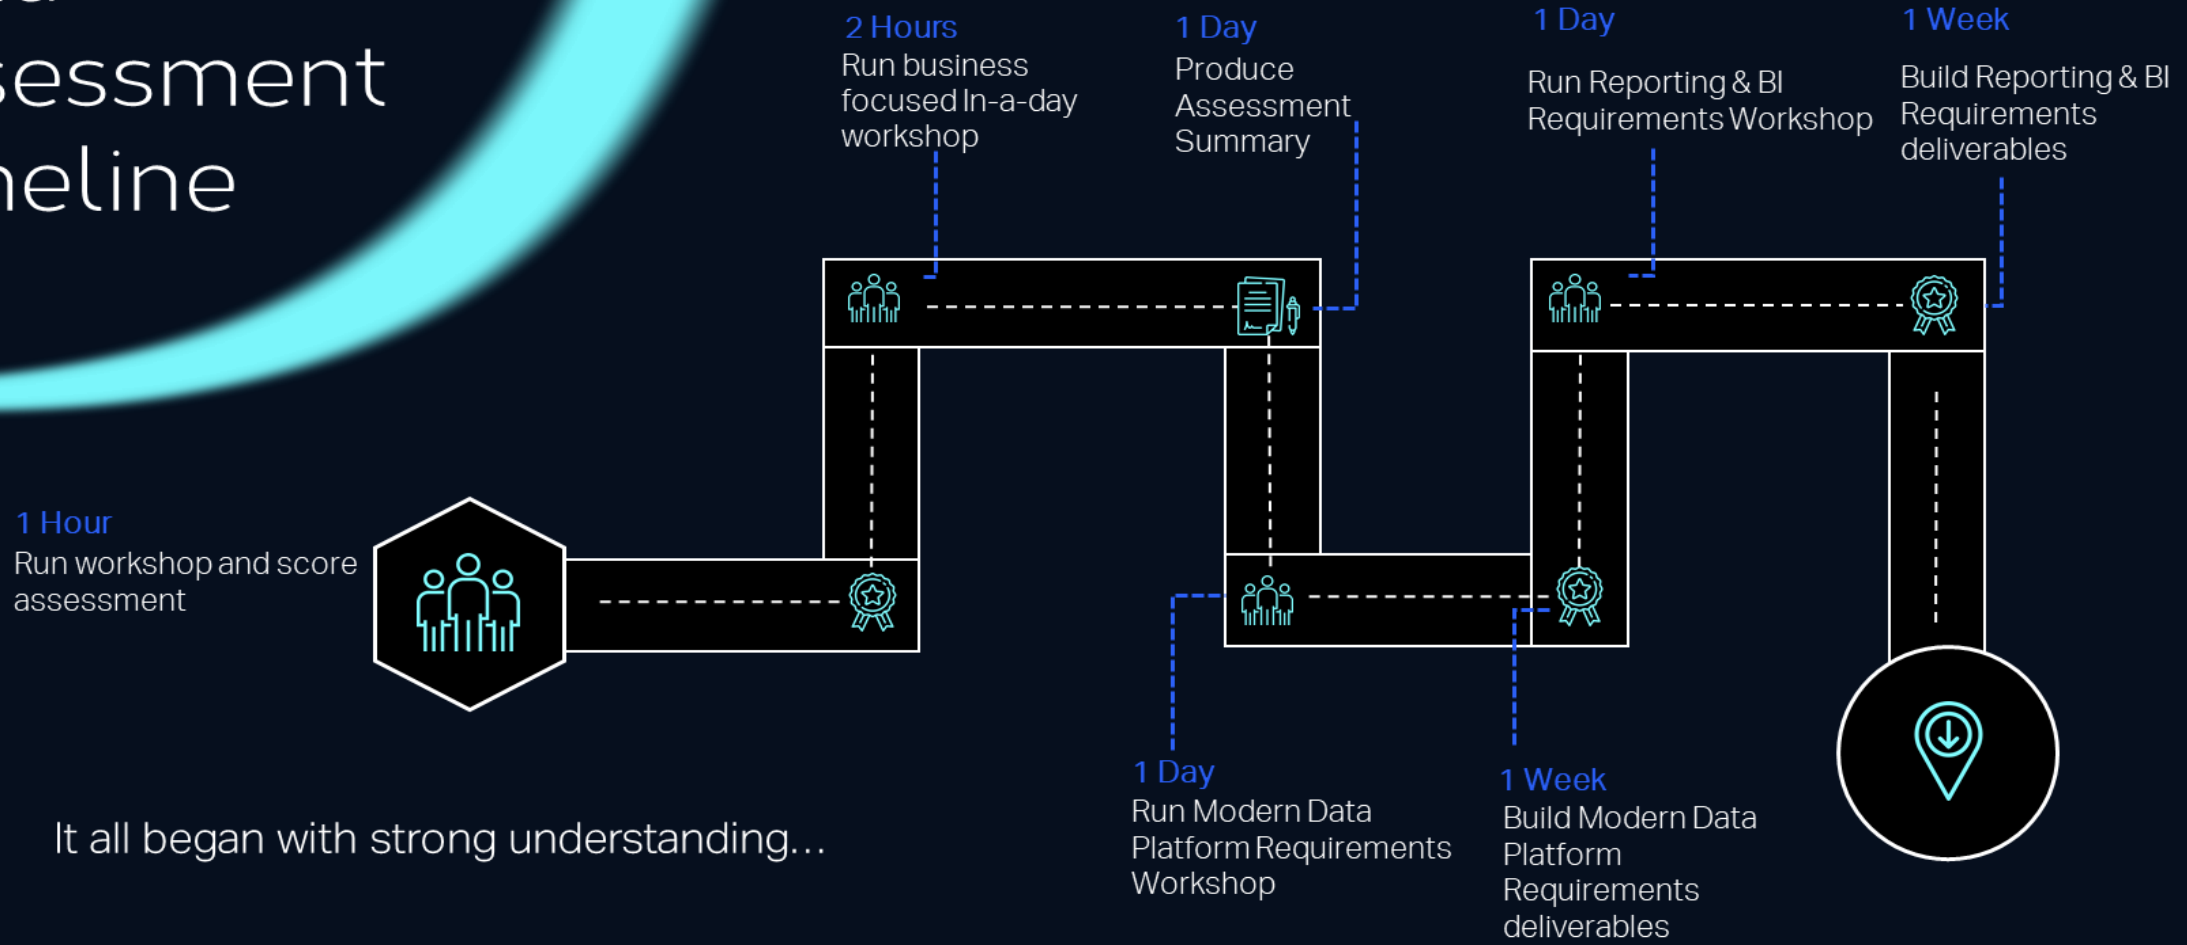 sessment
neline
2 Hours
Run business
focused In-a-day
workshop
1 Day
Produce
Assessment
Summary
1 Day
Run Reporting & BI
Requirements Workshop
1 Week
Build Reporting & BI
Requirements
deliverables
1 Hour
Run workshop and score
assessment
It all began with strong understanding...
1 Day
Run Modern Data
Platform Requirements
Workshop
1 Week
Build Modern Data
Platform
Requirements
deliverables